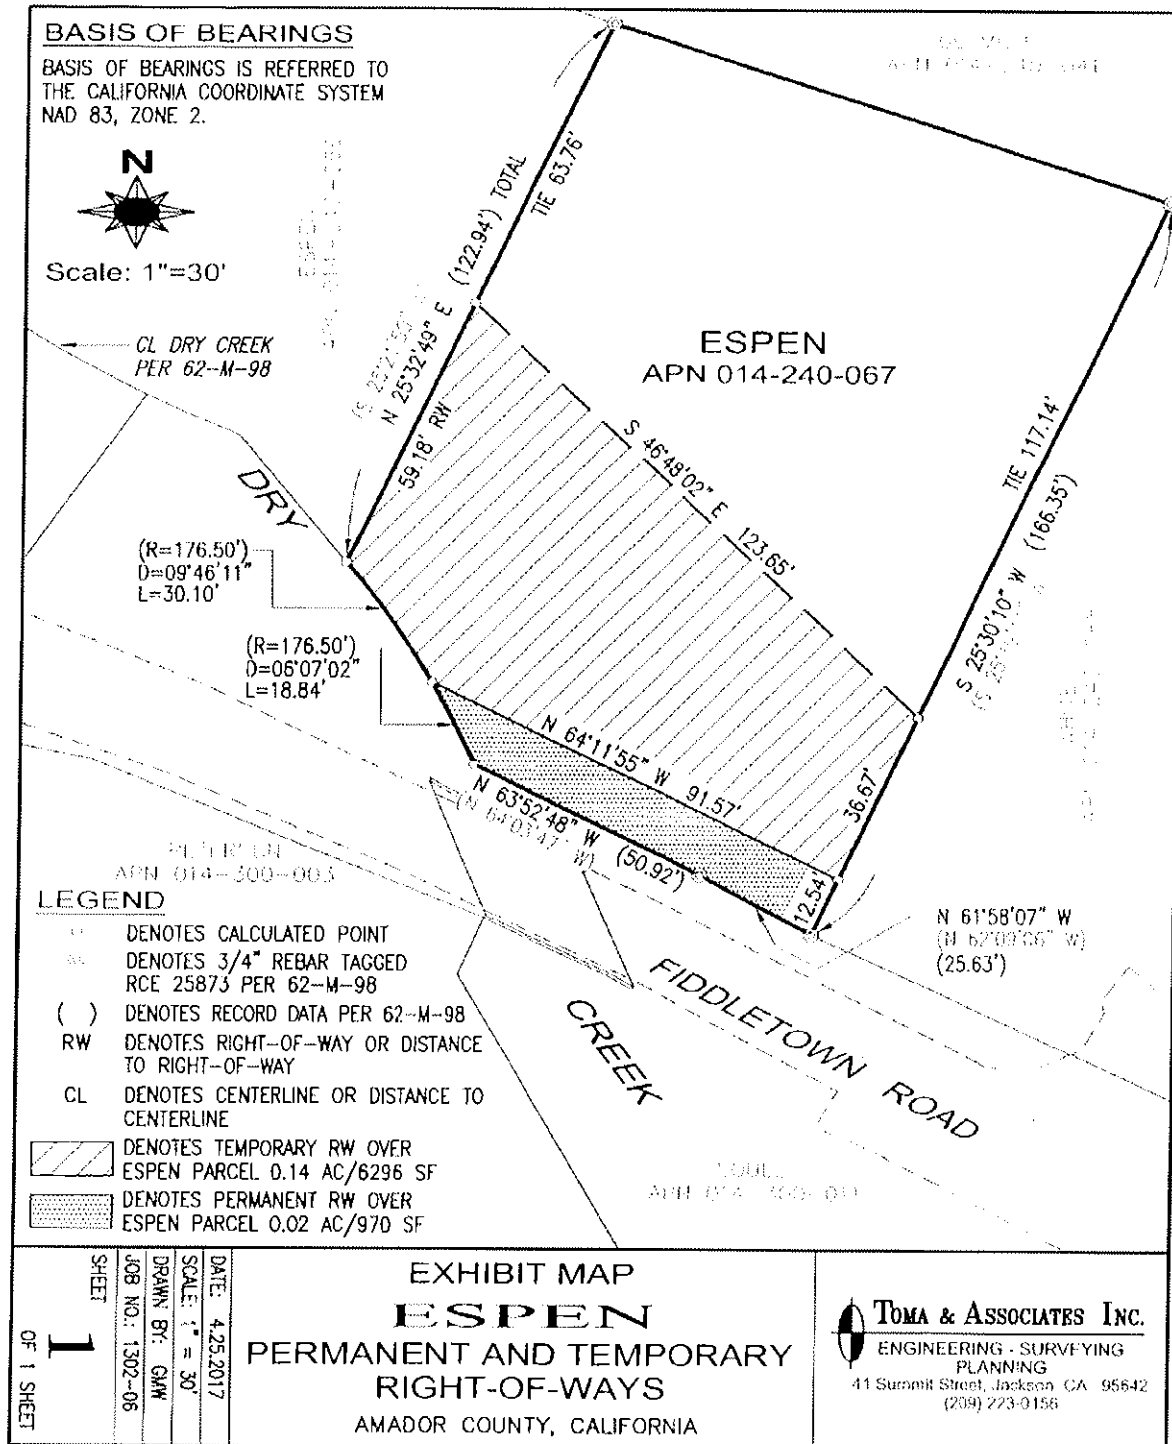 BASIS OF BEARINGS
BASIS OF BEARINGS IS REFERRED TO
THE CALIFORNIA COORDINATE SYSTEM
NAD 83, ZONE 2.
N
Scale: 1"=30'
CL DRY CREEK
PER 62-M-98
TIE 63.76'
N 25°32'49" E (122.94') TOTAL
59.18' RW
ESPEN
APN 014-240-067
S 46°48'02" E 123.65'
TIE 117.14'
S 25°30'10" W (166.35')
DRY
(R=176.50')
D=09°46'11"
L=30.10'
(R=176.50')
D=06°07'02"
L=18.84'
N 64°11'55" W 91.57'
36.67'
N 63°52'48" W (50.92')
(N 64°03'47" W)
12.54'
N 61°58'07" W
(N 62°09'06" W)
(25.63')
APN 014-300-003
FIDDLETOWN ROAD
CREEK
LEGEND
DENOTES CALCULATED POINT
DENOTES 3/4" REBAR TAGGED
RCE 25873 PER 62-M-98
( ) DENOTES RECORD DATA PER 62-M-98
RW DENOTES RIGHT-OF-WAY OR DISTANCE
TO RIGHT-OF-WAY
CL DENOTES CENTERLINE OR DISTANCE TO
CENTERLINE
DENOTES TEMPORARY RW OVER
ESPEN PARCEL 0.14 AC/6296 SF
DENOTES PERMANENT RW OVER
ESPEN PARCEL 0.02 AC/970 SF
DATE: 4.25.2017
SCALE: 1" = 30'
DRAWN BY: GMW
JOB NO.: 1302-06
SHEET
1
OF 1 SHEET
EXHIBIT MAP
ESPEN
PERMANENT AND TEMPORARY
RIGHT-OF-WAYS
AMADOR COUNTY, CALIFORNIA
TOMA & ASSOCIATES INC.
ENGINEERING - SURVEYING
PLANNING
41 Summit Street, Jackson CA 95642
(209) 223-0156